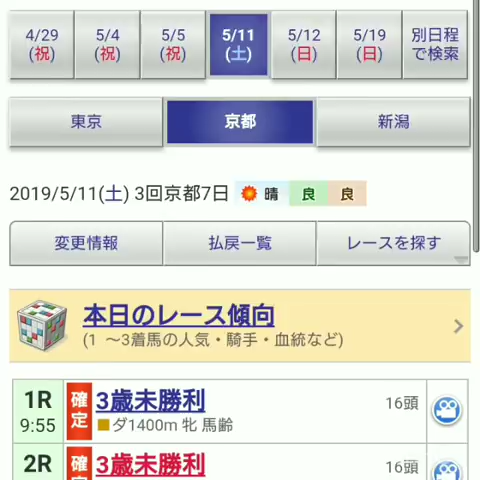 4/29 5/4 5/5 5/11 5/12 5/19 別日程
(祝) (祝) (祝) (土) (日) (日) で検索
東京 京都 新潟
2019/5/11(土) 3回京都7日 晴 良 良
変更情報 払戻一覧 レースを探す
本日のレース傾向
(1 ～3着馬の人気・騎手・血統など)
1R 確定 3歳未勝利 16頭
9:55 ダ1400m 牝 馬齢
2R 確 3歳未勝利 16頭